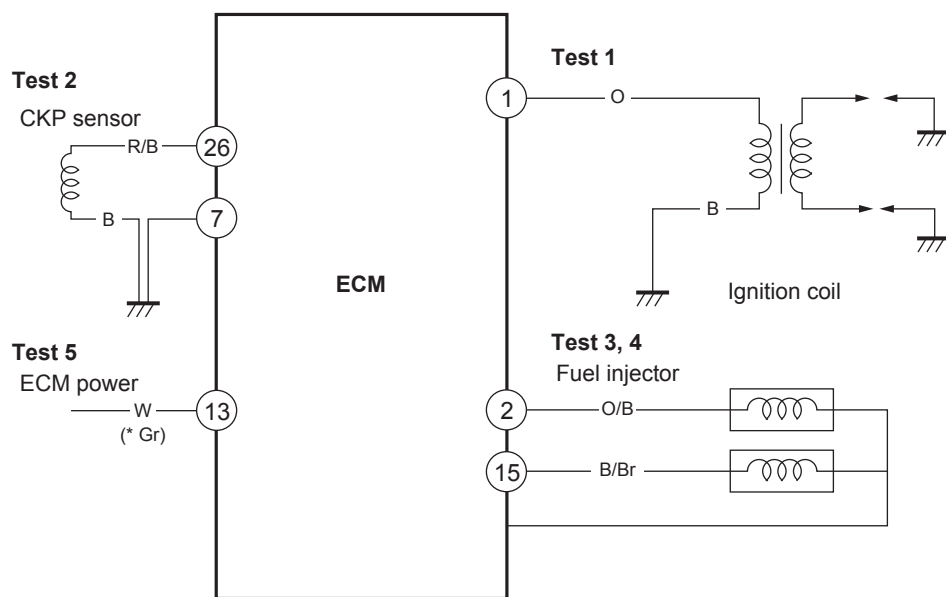 Test 1
Test 2
CKP sensor
1
O
R/B
26
B
7
B
ECM
Ignition coil
Test 5
ECM power
W
(* Gr)
13
Test 3, 4
Fuel injector
2
O/B
15
B/Br